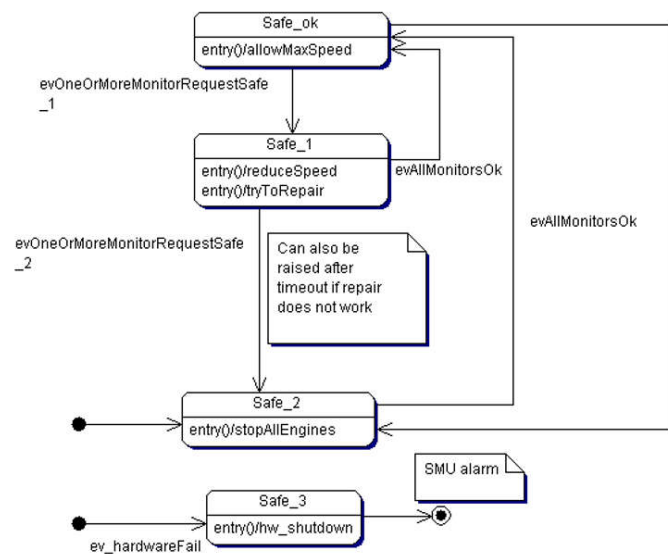 Safe_ok
entry()/allowMaxSpeed
evOneOrMoreMonitorRequestSafe
_1
Safe_1
entry()/reduceSpeed
entry()/tryToRepair
evAllMonitorsOk
evOneOrMoreMonitorRequestSafe
_2
Can also be
raised after
timeout if repair
does not work
evAllMonitorsOk
Safe_2
entry()/stopAllEngines
SMU alarm
Safe_3
entry()/hw_shutdown
ev_hardwareFail